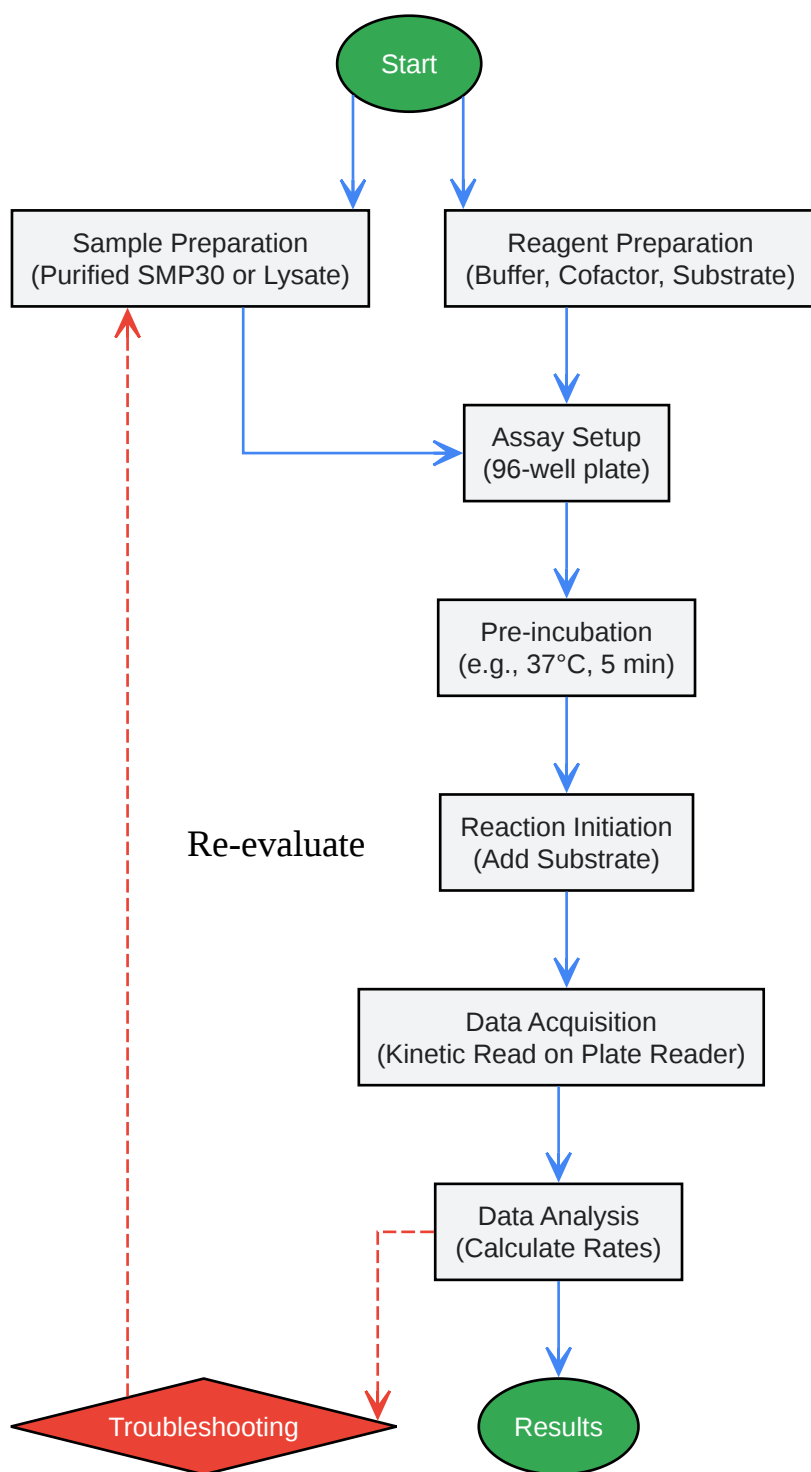 Start
Sample Preparation
(Purified SMP30 or Lysate)
Reagent Preparation
(Buffer, Cofactor, Substrate)
Assay Setup
(96-well plate)
Pre-incubation
(e.g., 37°C, 5 min)
Reaction Initiation
(Add Substrate)
Re-evaluate
Data Acquisition
(Kinetic Read on Plate Reader)
Data Analysis
(Calculate Rates)
Troubleshooting
Results